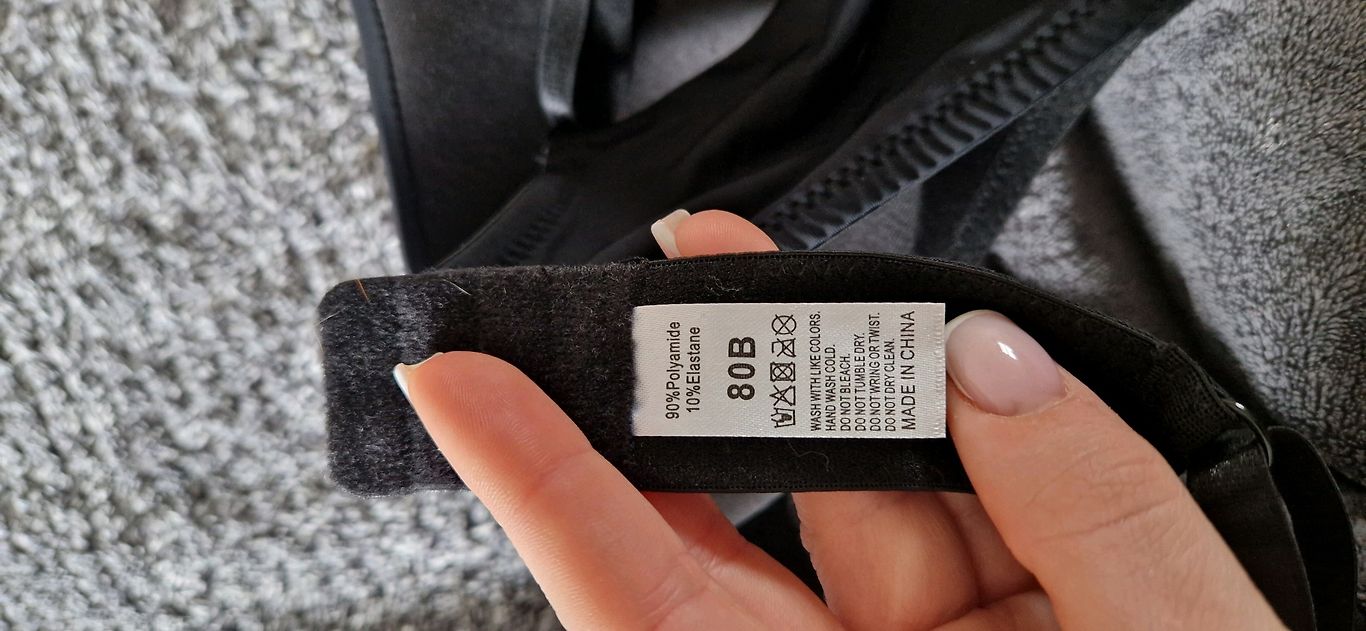 90%Polyamide
10%Elastane
80B
WASH WITH LIKE COLORS.
HAND WASH COLD.
DO NOT BLEACH.
DO NOT TUMBLE DRY.
DO NOT WRING OR TWIST.
DO NOT DRY CLEAN.
MADE IN CHINA